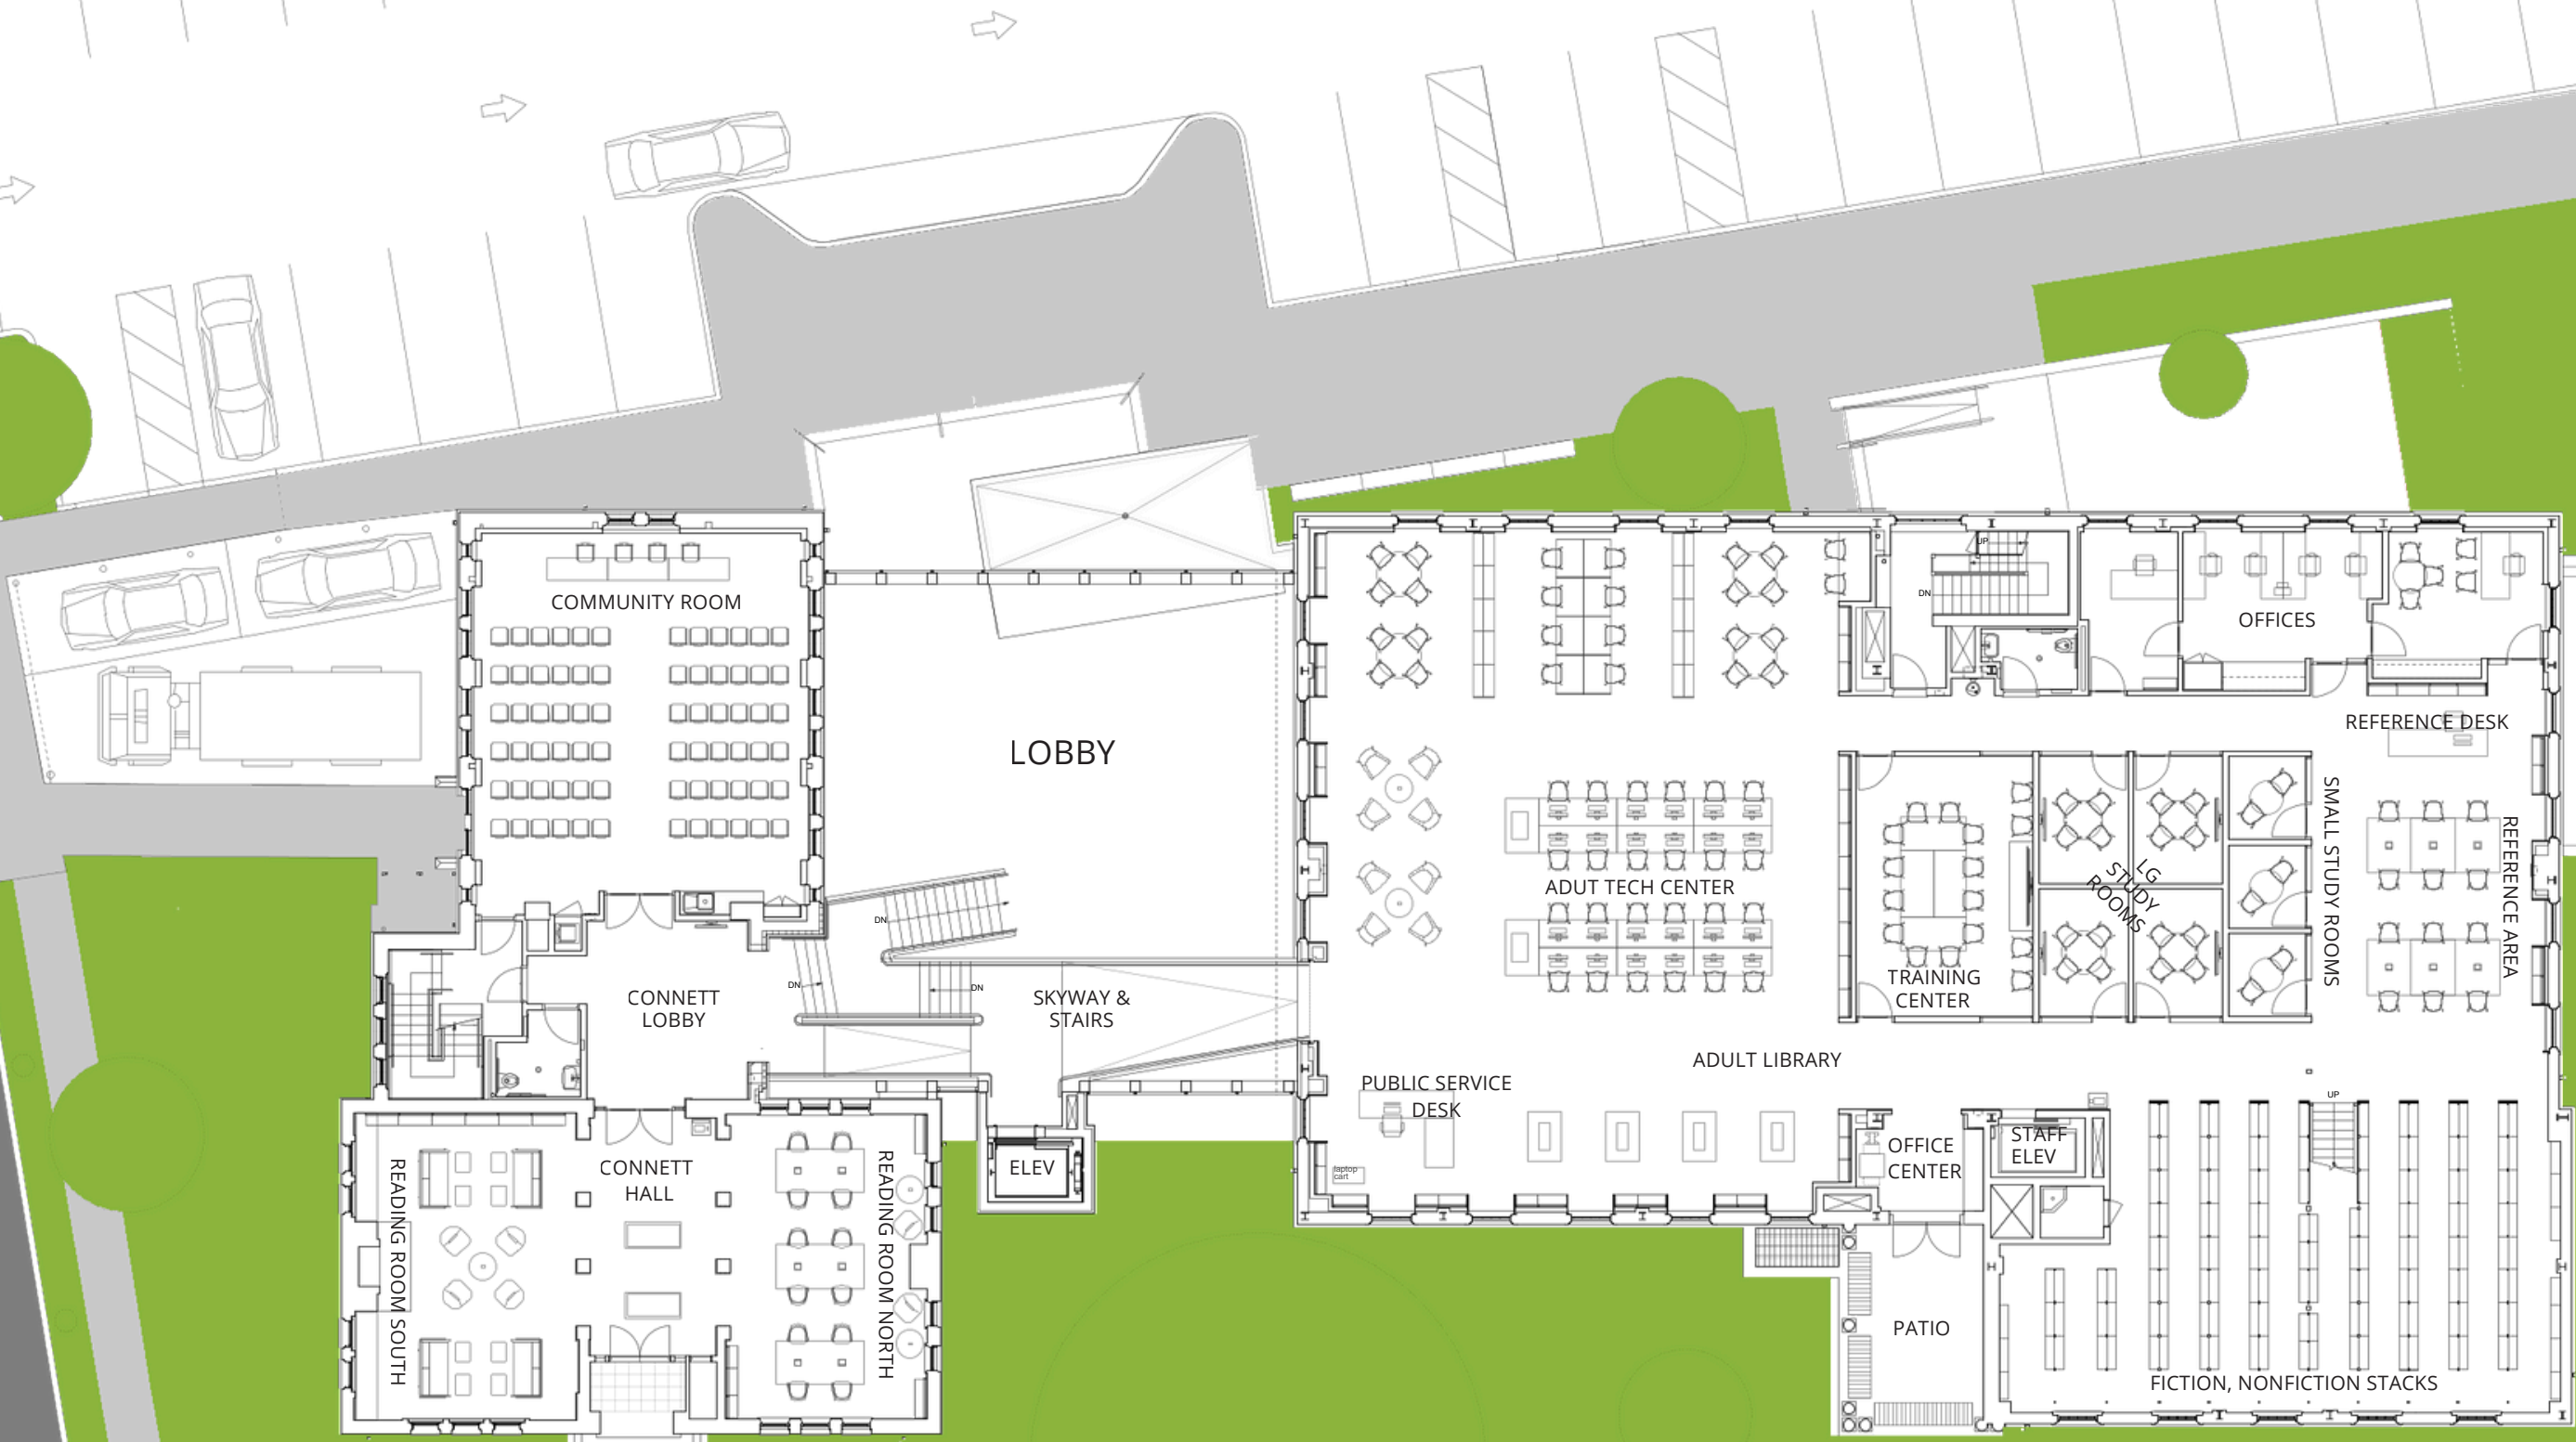 COMMUNITY ROOM
LOBBY
UP
DN
OFFICES
REFERENCE DESK
SMALL STUDY ROOMS
REFERENCE AREA
ADUT TECH CENTER
LG
STUDY
ROOMS
TRAINING
CENTER
DN
DN
DN
CONNETT
LOBBY
SKYWAY &
STAIRS
ADULT LIBRARY
PUBLIC SERVICE
DESK
laptop
cart
OFFICE
CENTER
STAFF
ELEV
UP
ELEV
CONNETT
HALL
READING ROOM SOUTH
READING ROOM NORTH
PATIO
FICTION, NONFICTION STACKS